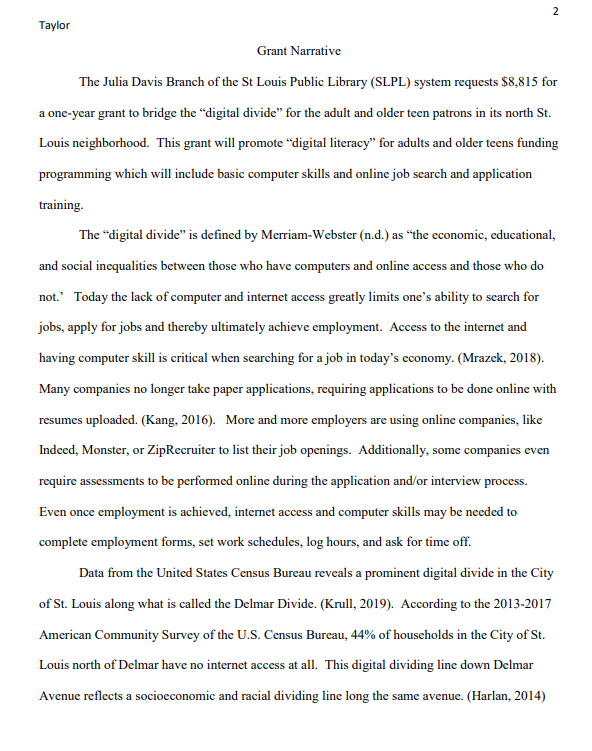 2
Taylor
Grant Narrative
The Julia Davis Branch of the St Louis Public Library (SLPL) system requests $8,815 for
a one-year grant to bridge the “digital divide” for the adult and older teen patrons in its north St.
Louis neighborhood.  This grant will promote “digital literacy” for adults and older teens funding
programming which will include basic computer skills and online job search and application
training.
The “digital divide” is defined by Merriam-Webster (n.d.) as “the economic, educational,
and social inequalities between those who have computers and online access and those who do
not.’   Today the lack of computer and internet access greatly limits one’s ability to search for
jobs, apply for jobs and thereby ultimately achieve employment.  Access to the internet and
having computer skill is critical when searching for a job in today’s economy. (Mrazek, 2018).
Many companies no longer take paper applications, requiring applications to be done online with
resumes uploaded. (Kang, 2016).   More and more employers are using online companies, like
Indeed, Monster, or ZipRecruiter to list their job openings.  Additionally, some companies even
require assessments to be performed online during the application and/or interview process.
Even once employment is achieved, internet access and computer skills may be needed to
complete employment forms, set work schedules, log hours, and ask for time off.
Data from the United States Census Bureau reveals a prominent digital divide in the City
of St. Louis along what is called the Delmar Divide. (Krull, 2019).  According to the 2013-2017
American Community Survey of the U.S. Census Bureau, 44% of households in the City of St.
Louis north of Delmar have no internet access at all.  This digital dividing line down Delmar
Avenue reflects a socioeconomic and racial dividing line long the same avenue. (Harlan, 2014)